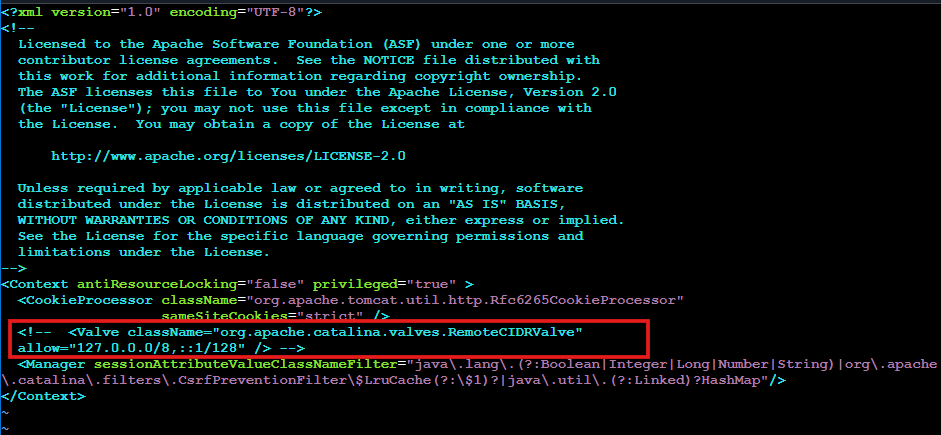 <?xml version="1.0" encoding="UTF-8"?>
<!--
  Licensed to the Apache Software Foundation (ASF) under one or more
  contributor license agreements.  See the NOTICE file distributed with
  this work for additional information regarding copyright ownership.
  The ASF licenses this file to You under the Apache License, Version 2.0
  (the "License"); you may not use this file except in compliance with
  the License.  You may obtain a copy of the License at

      http://www.apache.org/licenses/LICENSE-2.0

  Unless required by applicable law or agreed to in writing, software
  distributed under the License is distributed on an "AS IS" BASIS,
  WITHOUT WARRANTIES OR CONDITIONS OF ANY KIND, either express or implied.
  See the License for the specific language governing permissions and
  limitations under the License.
-->
<Context antiResourceLocking="false" privileged="true" >
  <CookieProcessor className="org.apache.tomcat.util.http.Rfc6265CookieProcessor"
                   sameSiteCookies="strict" />
  <!--  <Valve className="org.apache.catalina.valves.RemoteCIDRValve"
  allow="127.0.0.0/8,::1/128" /> -->
  <Manager sessionAttributeValueClassNameFilter="java\.lang\.(?:Boolean|Integer|Long|Number|String)|org\.apache
\.catalina\.filters\.CsrfPreventionFilter\$LruCache(?:\$1)?|java\.util\.(?:Linked)?HashMap"/>
</Context>
~
~